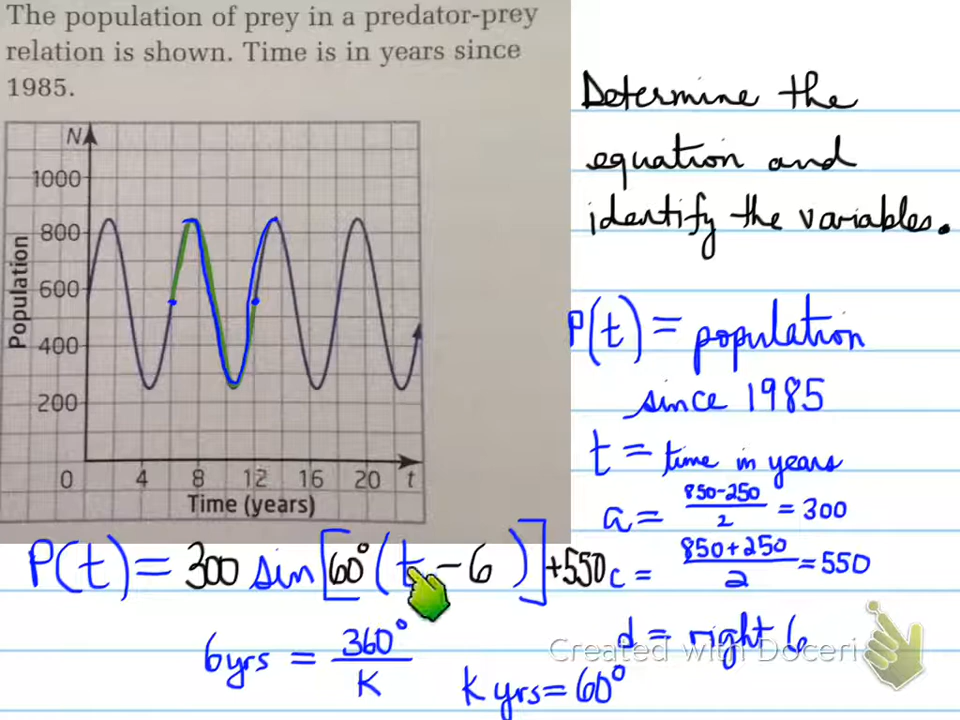 The population of prey in a predator-prey
relation is shown. Time is in years since
1985.
N
1000
800
600
400
200
Population
0 4 8 12 16 20 t
Time (years)
Determine the
equation and
identify the variables.
P(t) = population
since 1985
t = time in years
a = 850-250/2 = 300
c = 850+250/2 = 550
d = right 6
P(t) = 300 sin[60°(t-6)]+550
6yrs = 360°/K
K yrs = 60°
Created with Doceri